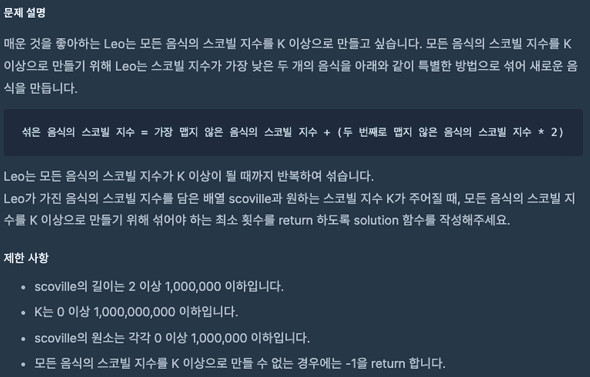 문제 설명
매운 것을 좋아하는 Leo는 모든 음식의 스코빌 지수를 K 이상으로 만들고 싶습니다. 모든 음식의 스코빌 지수를 K
이상으로 만들기 위해 Leo는 스코빌 지수가 가장 낮은 두 개의 음식을 아래와 같이 특별한 방법으로 섞어 새로운 음
식을 만듭니다.
섞은 음식의 스코빌 지수 = 가장 맵지 않은 음식의 스코빌 지수 + (두 번째로 맵지 않은 음식의 스코빌 지수 * 2)
Leo는 모든 음식의 스코빌 지수가 K 이상이 될 때까지 반복하여 섞습니다.
Leo가 가진 음식의 스코빌 지수를 담은 배열 scoville과 원하는 스코빌 지수 K가 주어질 때, 모든 음식의 스코빌 지
수를 K 이상으로 만들기 위해 섞어야 하는 최소 횟수를 return 하도록 solution 함수를 작성해주세요.
제한 사항
• scoville의 길이는 2 이상 1,000,000 이하입니다.
• K는 0 이상 1,000,000,000 이하입니다.
• scoville의 원소는 각각 0 이상 1,000,000 이하입니다.
• 모든 음식의 스코빌 지수를 K 이상으로 만들 수 없는 경우에는 -1을 return 합니다.